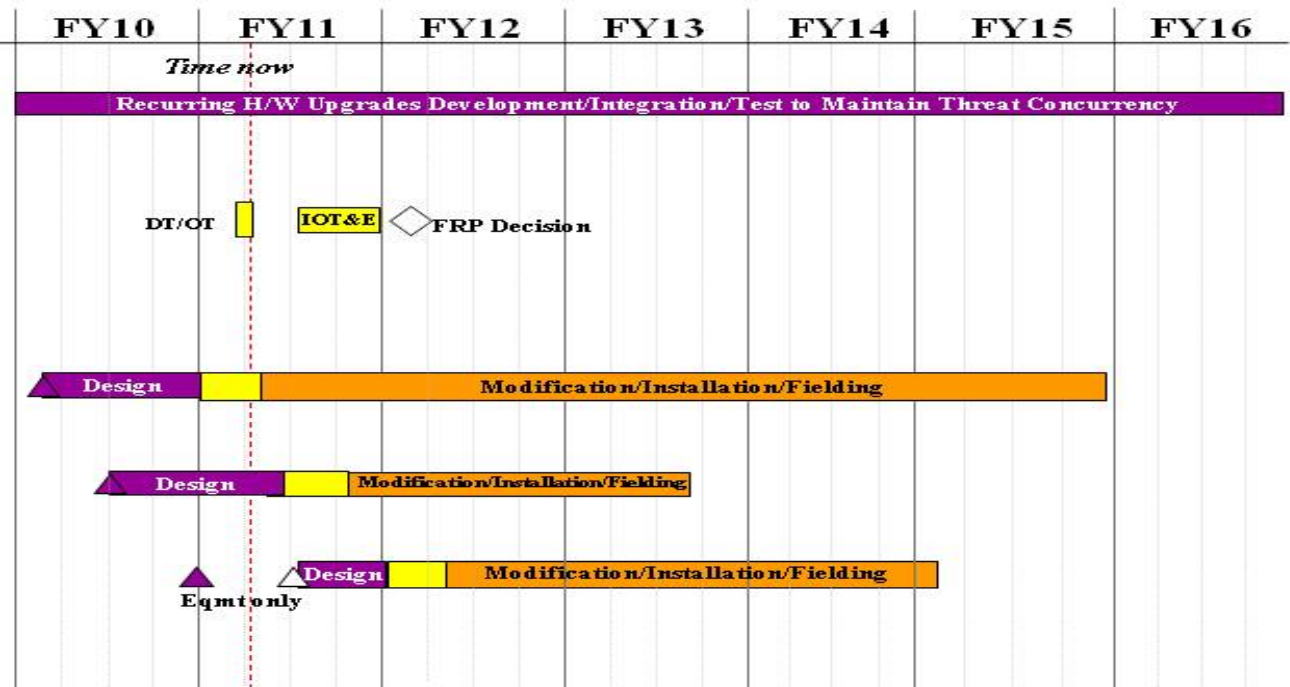 FY10 FY11 FY12 FY13 FY14 FY15 FY16
Time now
Recurring H/W Upgrades Development/Integration/Test to Maintain Threat Concurrency
DT/OT IOT&E FRP Decision
Design Modification/Installation/Fielding
Design Modification/Installation/Fielding
Design Modification/Installation/Fielding
Eqmt only